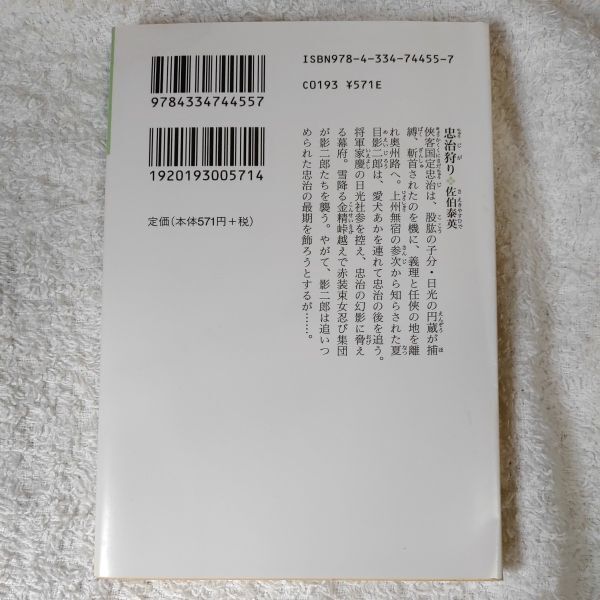 ISBN978-4-334-74455-7
C0193 ¥571E
9784334744557
1920193005714
定価(本体571円+税)
忠治狩り❖佐伯泰英
俠客国定忠治は、股肱の子分・日光の円蔵が捕
縛、斬首されたのを機に、義理と任俠の地を離
れ奥州路へ。上州無宿の参次から知らされた夏
目影二郎は、愛犬あかを連れて忠治の後を追う。
将軍家慶の日光社参を控え、忠治の幻影に脅え
る幕府。雪降る金精峠越えで赤装束女忍び集団
が影二郎たちを襲う。やがて、影二郎は追いつ
められた忠治の最期を飾ろうとするが……。